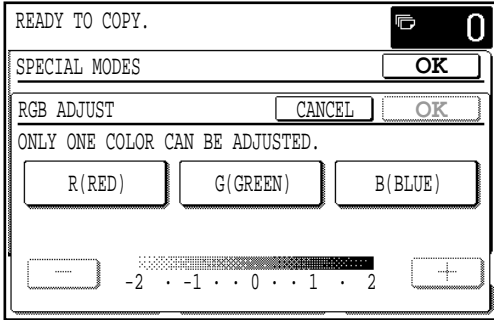 READY TO COPY. 0
SPECIAL MODES OK
RGB ADJUST CANCEL OK
ONLY ONE COLOR CAN BE ADJUSTED.
R(RED) G(GREEN) B(BLUE)
-2 · -1 · · 0 · · 1 · 2